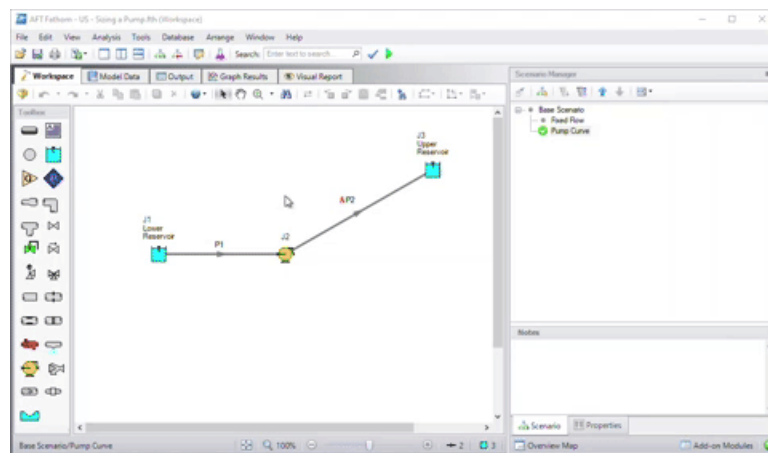 AFT Fathom - US - Sizing a Pump.fth (Workspace)
File Edit View Analysis Tools Database Arrange Window Help
Search: Enter text to search...
Workspace Model Data Output Graph Results Visual Report
Scenario Manager
Toolbox
Base Scenario
Fixed Flow
Pump Curve
J3
Upper
Reservoir
A P2
J1
Lower
Reservoir
P1
J2
Notes
Scenario Properties
Base Scenario/Pump Curve
100%
2
3
Overview Map
Add-on Modules